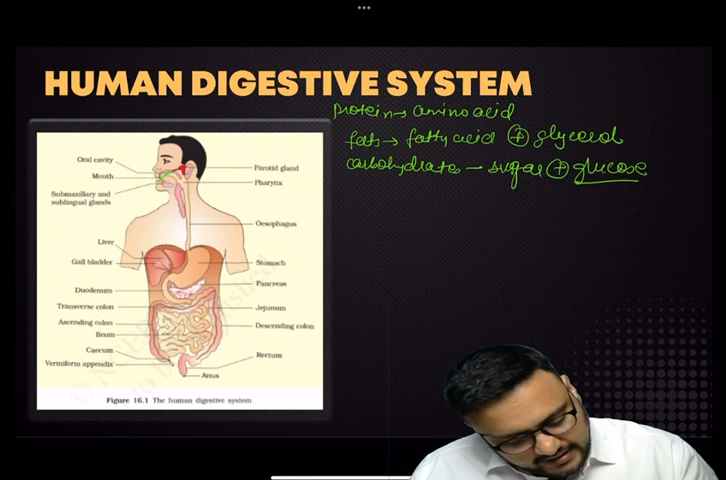 HUMAN DIGESTIVE SYSTEM
Protein → amino acid
fats → fatty acid + glycerol
carbohydrates — sugar + glucose
Oral cavity
Mouth
Submaxillary and
sublingual glands
Liver
Gall bladder
Duodenum
Transverse colon
Ascending colon
Ileum
Caecum
Vermiform appendix
Parotid gland
Pharynx
Oesophagus
Stomach
Pancreas
Jejunum
Descending colon
Rectum
Anus
Figure 16.1 The human digestive system